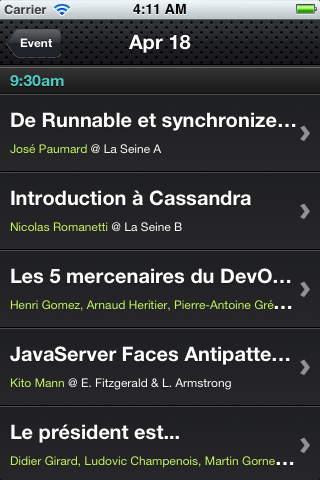 Carrier 4:11 AM
Event Apr 18
9:30am
De Runnable et synchronize...
José Paumard @ La Seine A
Introduction à Cassandra
Nicolas Romanetti @ La Seine B
Les 5 mercenaires du DevO...
Henri Gomez, Arnaud Heritier, Pierre-Antoine Gré...
JavaServer Faces Antipatte...
Kito Mann @ E. Fitzgerald & L. Armstrong
Le président est...
Didier Girard, Ludovic Champenois, Martin Gorne...